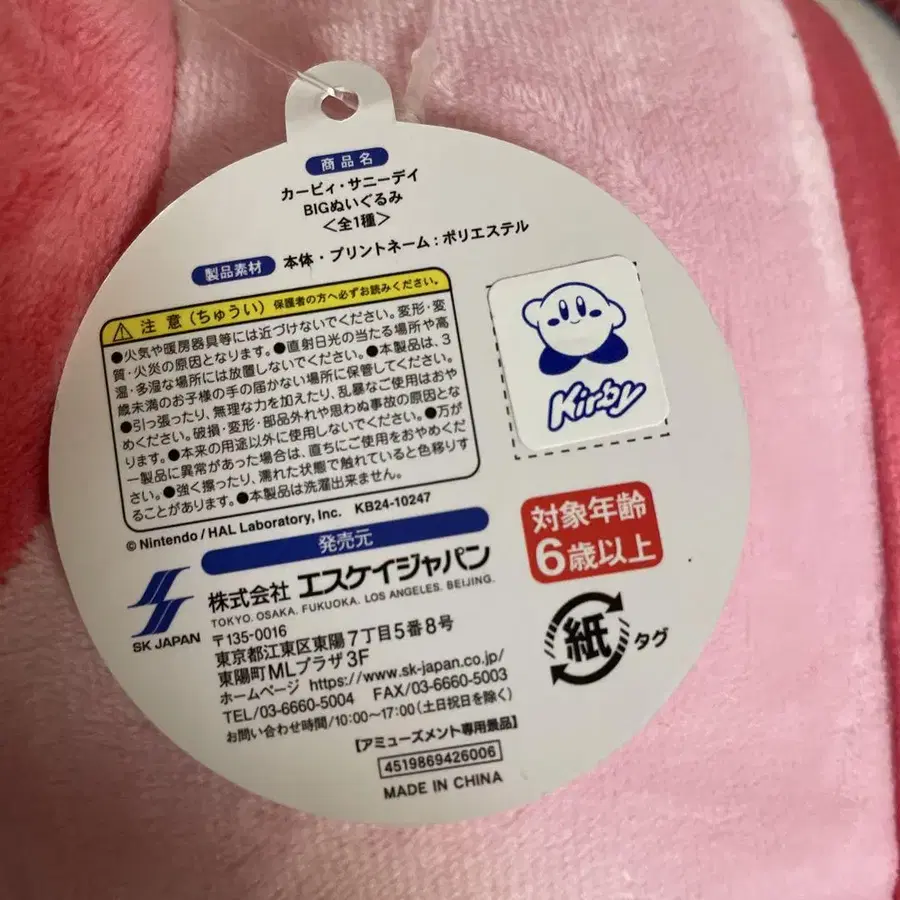 商品名
カービィ・サニーデイ
BIGぬいぐるみ
<全1種>
製品素材 本体・プリントネーム:ポリエステル
注意(ちゅうい) 保護者の方へ必ずお読みください。
●火気や暖房器具等には近づけないでください。変形・変
質・火災の原因となります。●直射日光の当たる場所や高
温・多湿な場所には放置しないでください。●本製品は、3
歳未満のお子様の手の届かない場所に保管してください。
●引っ張ったり、無理な力を加えたり、乱暴なご使用はおや
めください。破損・変形・部品外れや思わぬ事故の原因とな
ります。●本来の用途以外に使用しないでください。●万が
一製品に異常があった場合は、直ちにご使用をおやめくだ
さい。●強く擦ったり、濡れた状態で触れていると色移りす
ることがあります。●本製品は洗濯出来ません。
© Nintendo / HAL Laboratory, Inc. KB24-10247
Kirby
対象年齢
6歳以上
発売元
SK JAPAN
株式会社 エスケイジャパン
TOKYO. OSAKA. FUKUOKA. LOS ANGELES. BEIJING.
〒135-0016
東京都江東区東陽7丁目5番8号
東陽町MLプラザ3F
ホームページ https://www.sk-japan.co.jp/
TEL/03-6660-5004 FAX/03-6660-5003
お問い合わせ時間/10:00~17:00(土日祝日を除く)
紙 タグ
【アミューズメント専用景品】
4519869426006
MADE IN CHINA